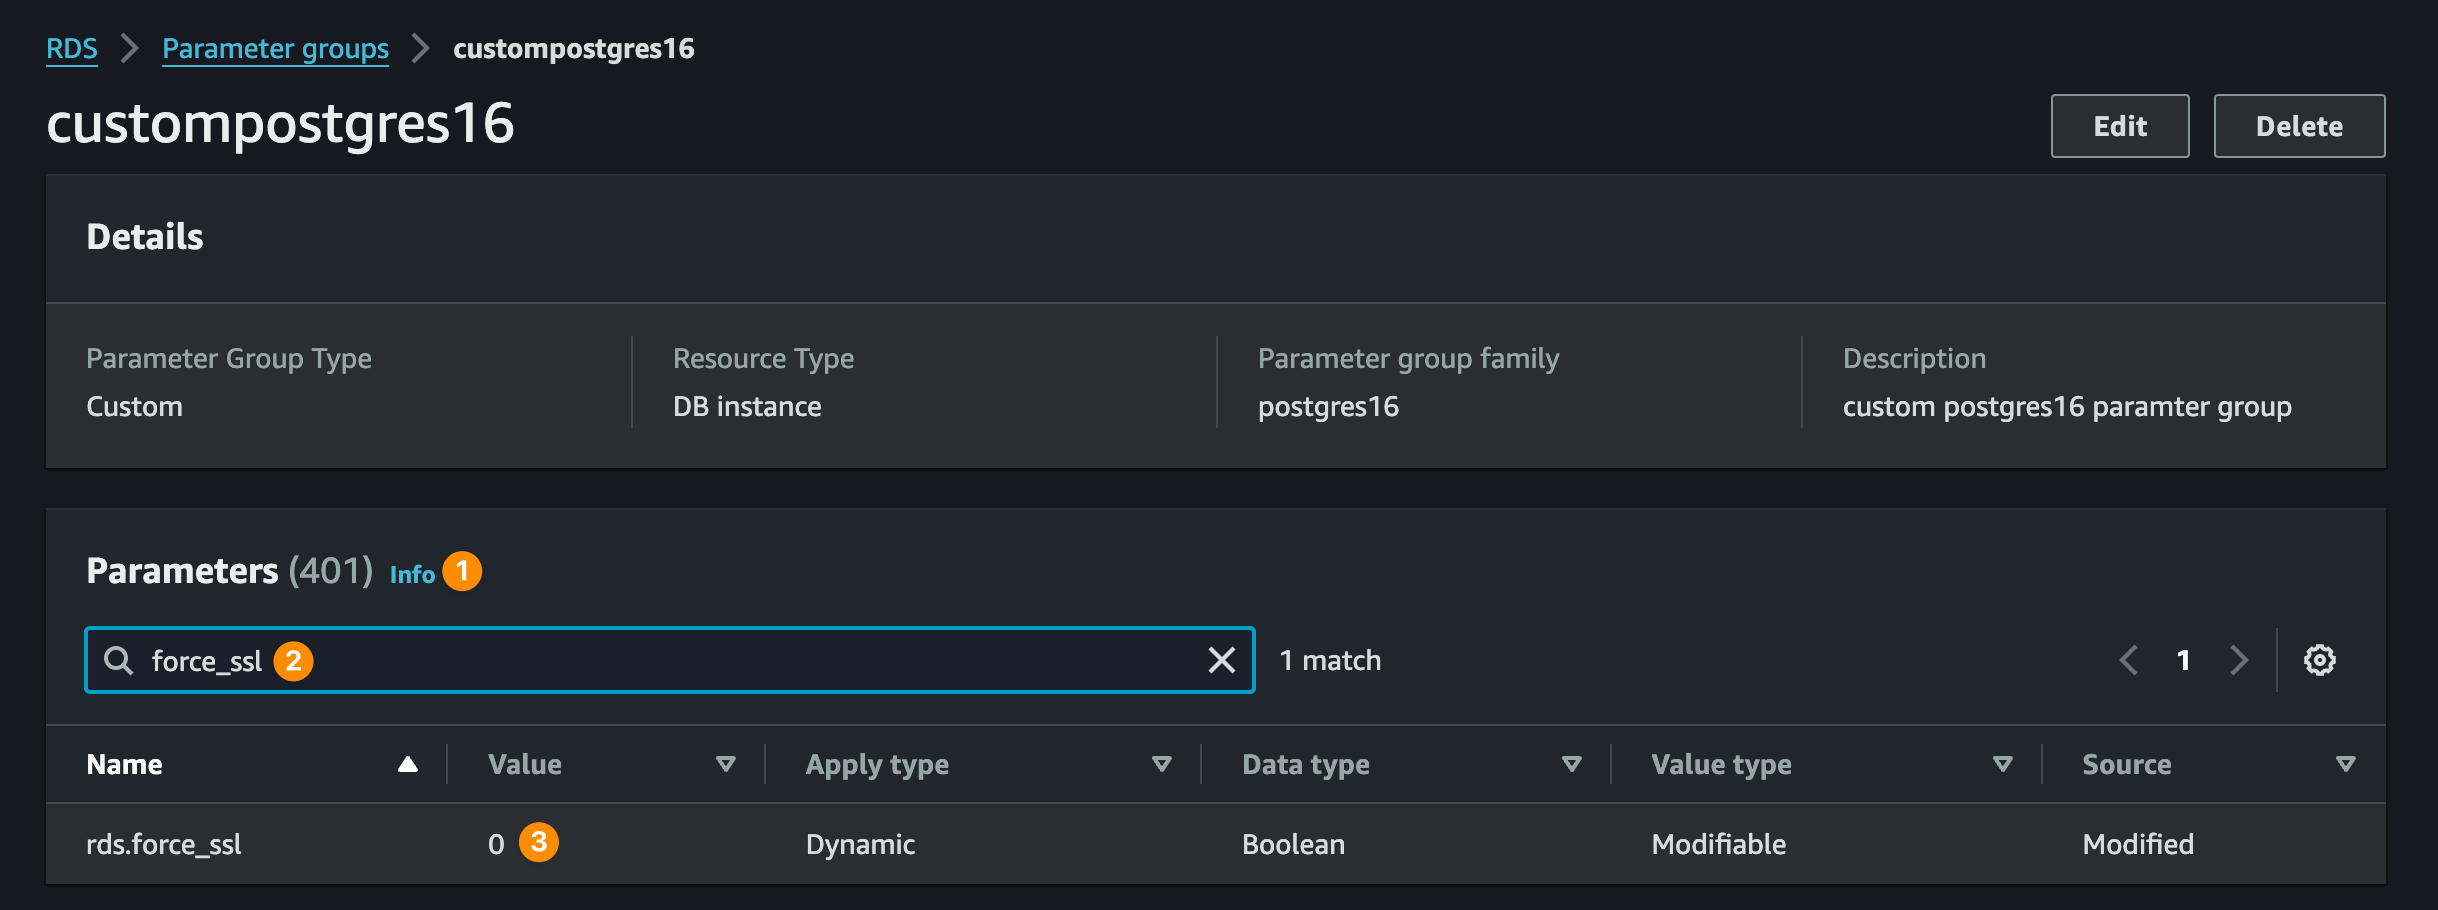 RDS > Parameter groups > custompostgres16
custompostgres16
Edit
Delete
Details
Parameter Group Type
Custom
Resource Type
DB instance
Parameter group family
postgres16
Description
custom postgres16 paramter group
Parameters (401) Info 1
force_ssl 2
1 match
1
Name Value Apply type Data type Value type Source
rds.force_ssl 0 3 Dynamic Boolean Modifiable Modified